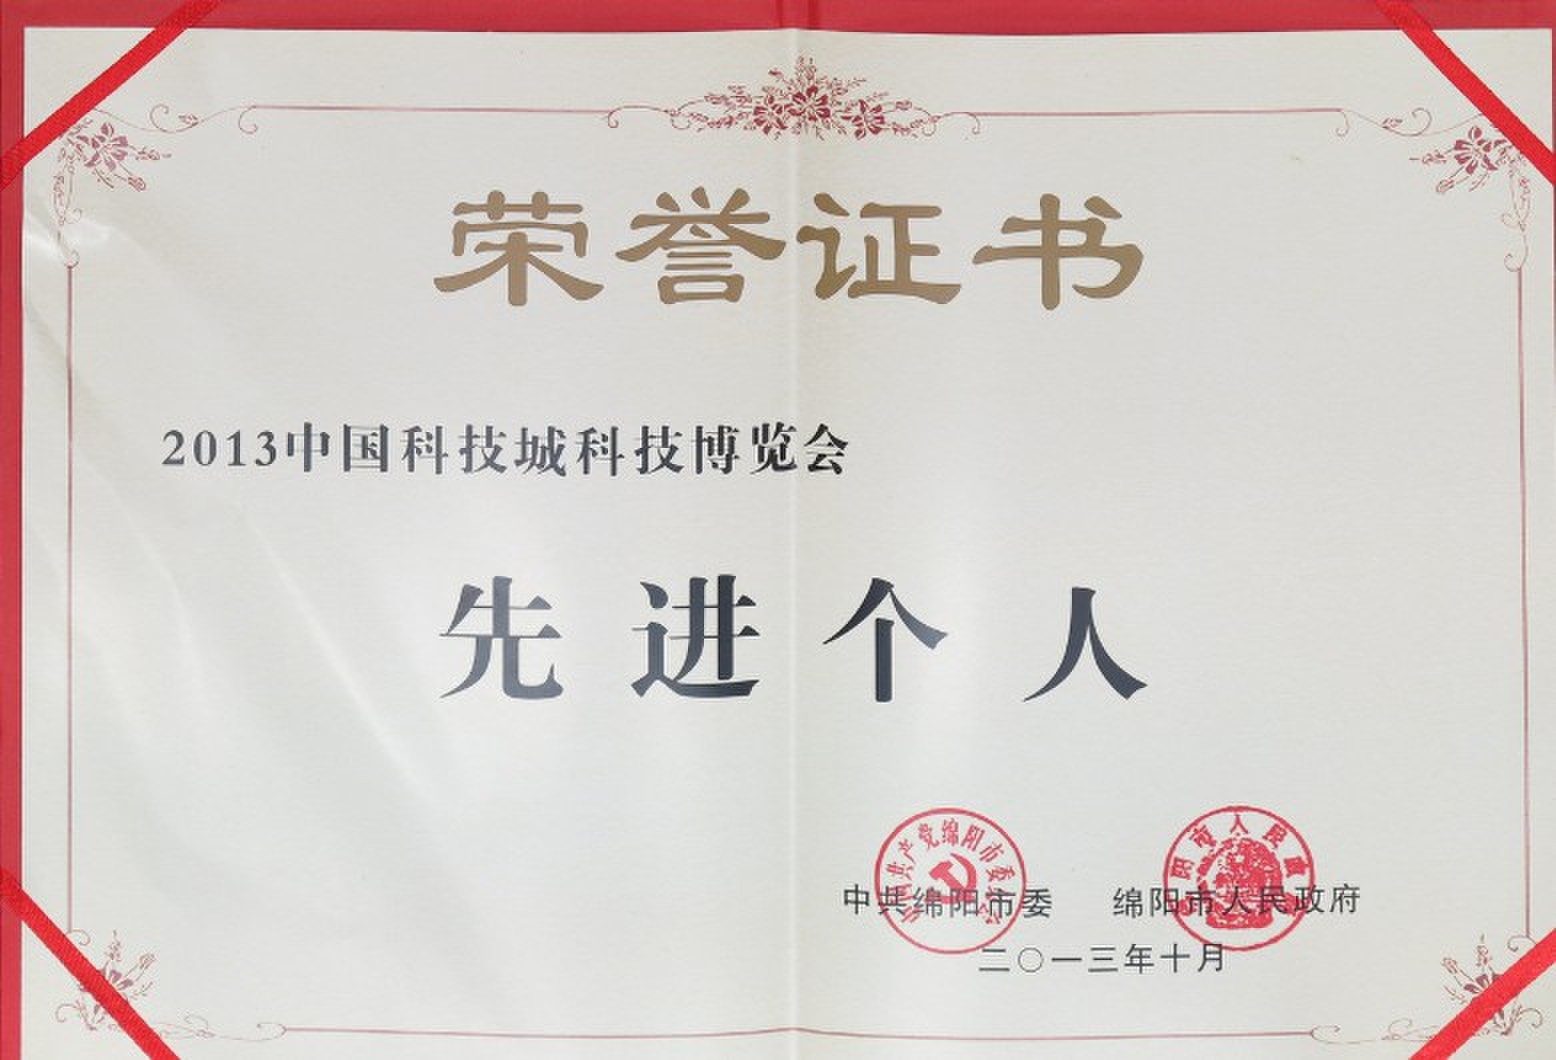 荣誉证书
2013中国科技城科技博览会
先进个人
中共绵阳市委 绵阳市人民政府
二〇一三年十月